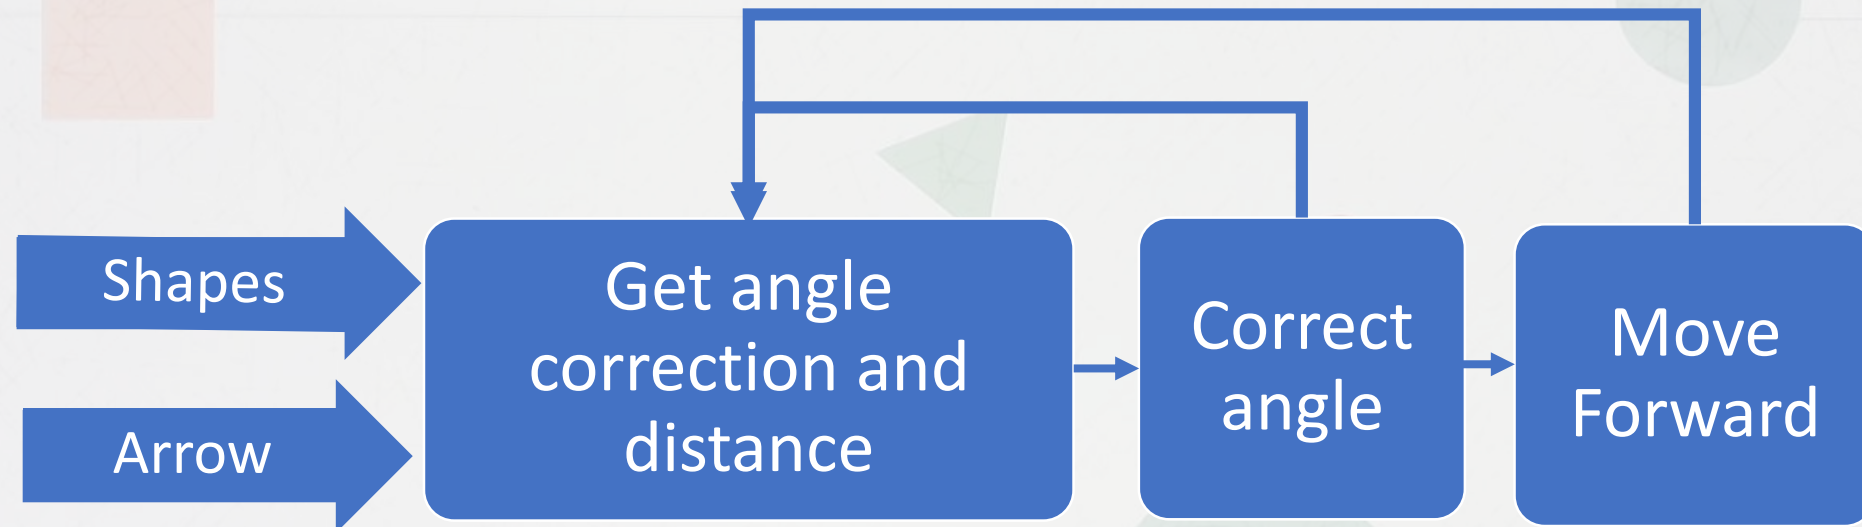 Shapes
Arrow
Get angle
correction and
distance
Correct
angle
Move
Forward